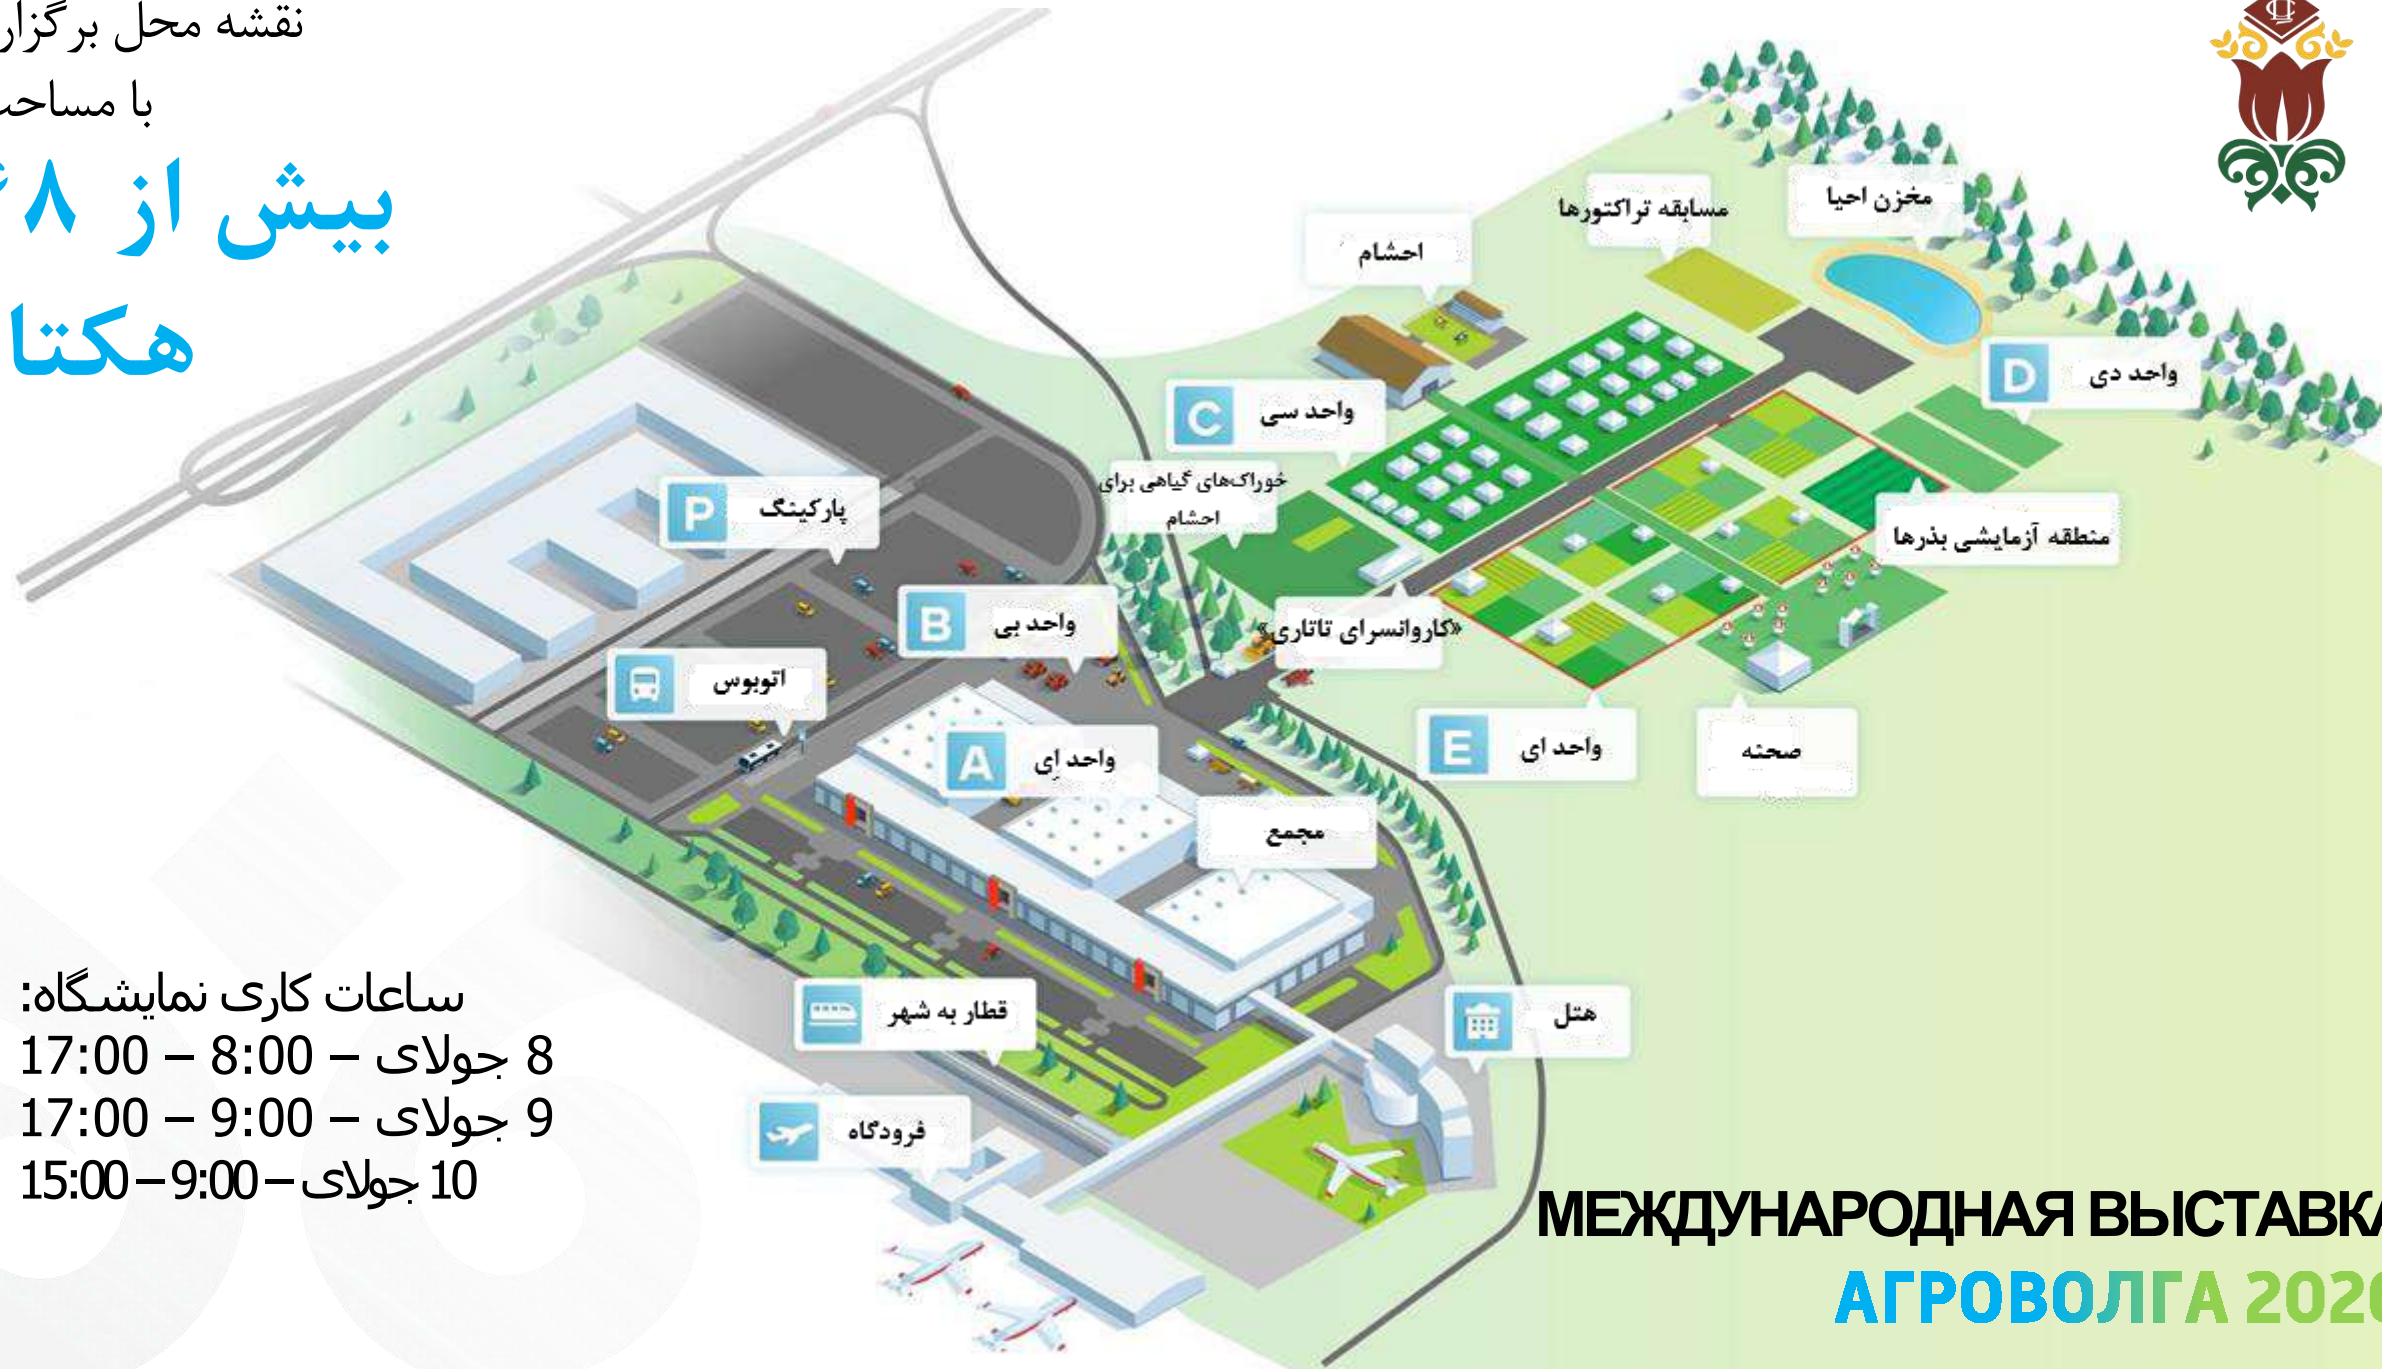 نقشه محل برگزار
با مساحت
بیش از ۶۸
هکتا
مسابقه تراکتورها
مخزن احیا
احشام
D واحد دی
C واحد سی
خوراک‌های گیاهی برای
احشام
P پارکینگ
منطقه آزمایشی بذرها
B واحد بی
«کاروانسرای تاتاری»
اتوبوس
A واحد اِی
E واحد ای
صحنه
مجمع
ساعات کاری نمایشگاه:
8 جولای – 8:00 – 17:00
9 جولای – 9:00 – 17:00
10 جولای – 9:00 – 15:00
قطار به شهر
هتل
فرودگاه
МЕЖДУНАРОДНАЯ ВЫСТАВКА
АГРОВОЛГА 2020